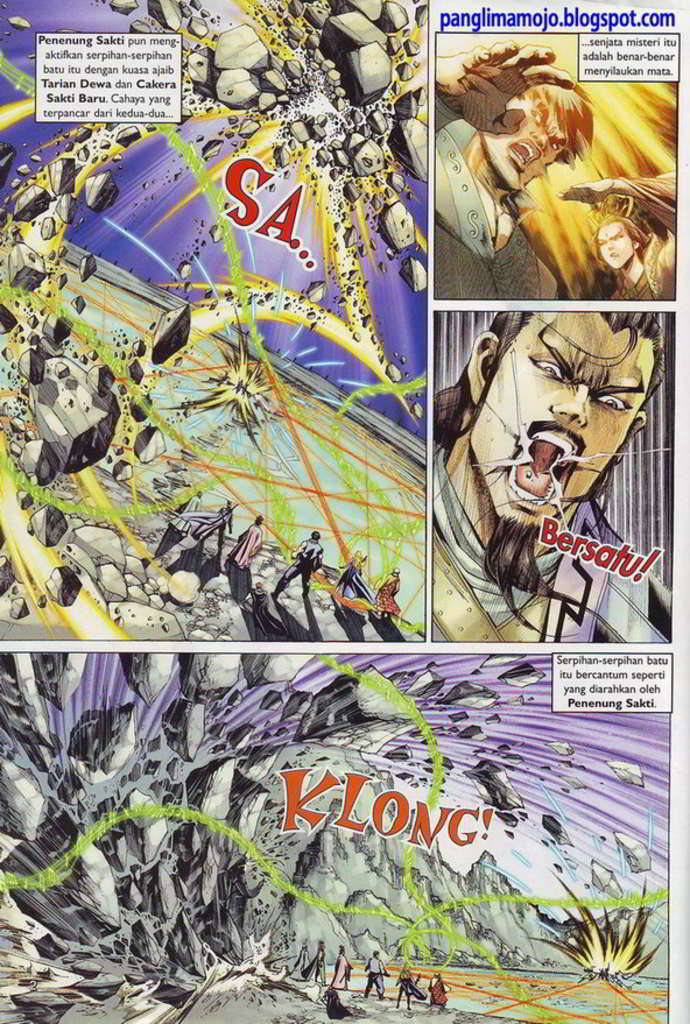 panglimamojo.blogspot.com
Penenung Sakti pun meng-
aktifkan serpihan-serpihan
batu itu dengan kuasa ajaib
Tarian Dewa dan Cakera
Sakti Baru. Cahaya yang
terpancar dari kedua-dua...
SA...
...senjata misteri itu
adalah benar-benar
menyilaukan mata.
Bersatu!
Serpihan-serpihan batu
itu bercantum seperti
yang diarahkan oleh
Penenung Sakti.
KLONG!
2